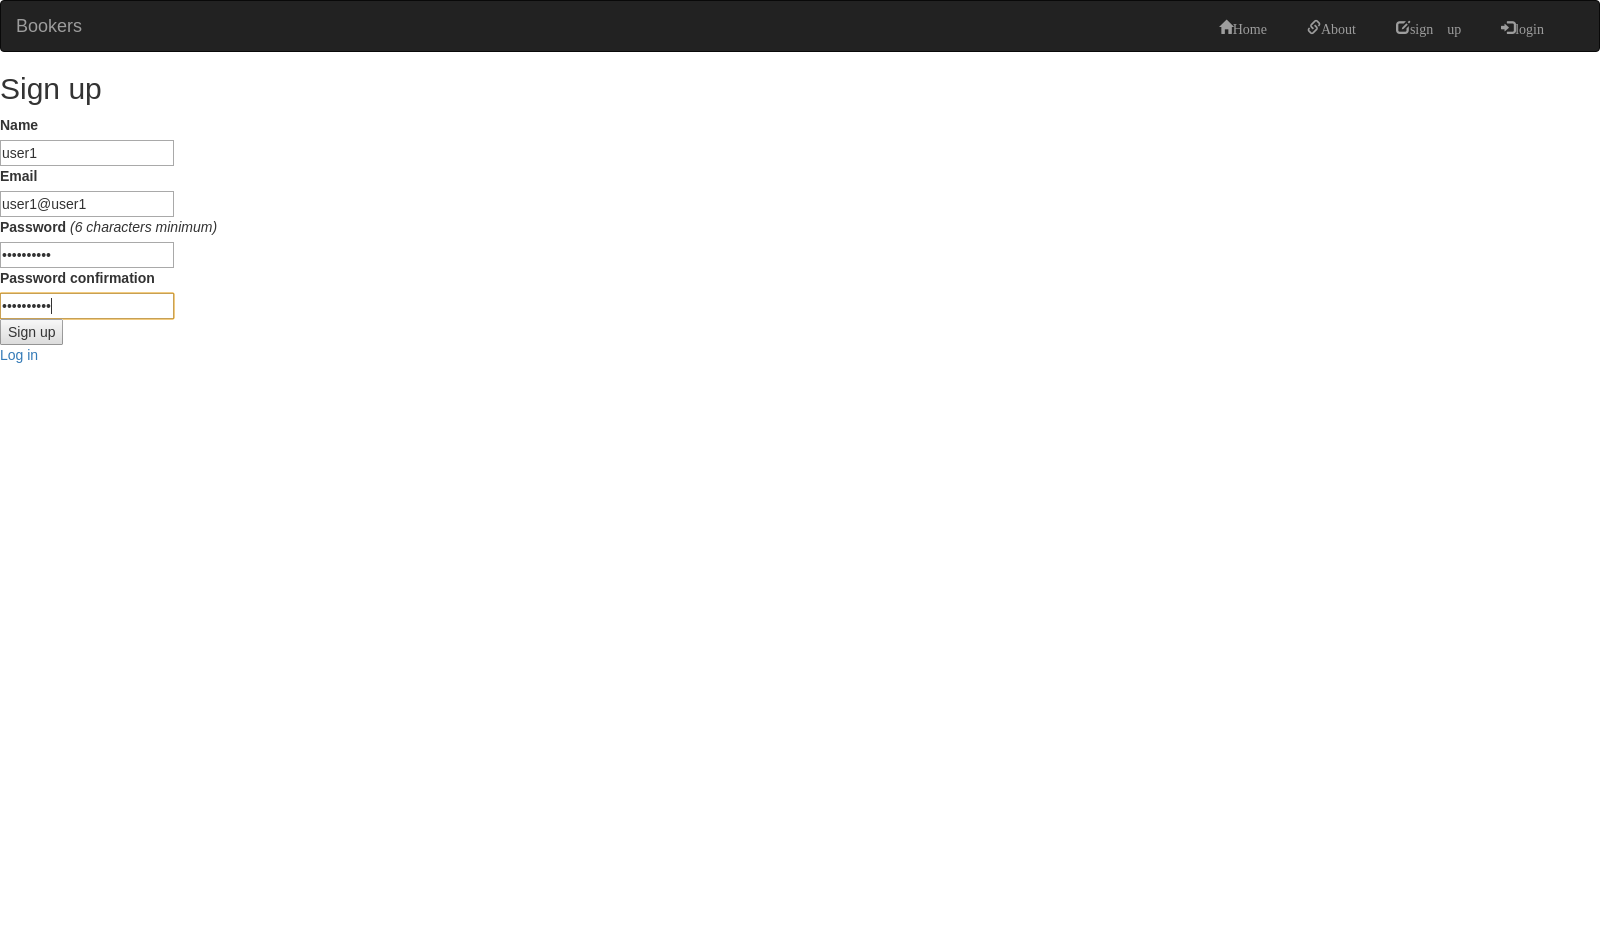 Bookers Home About sign up login
Sign up
Name
user1
Email
user1@user1
Password (6 characters minimum)
••••••••••
Password confirmation
••••••••••
Sign up
Log in